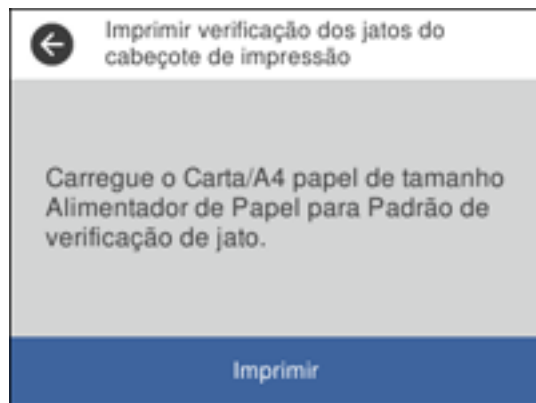 Imprimir verificação dos jatos do
cabeçote de impressão
Carregue o Carta/A4 papel de tamanho
Alimentador de Papel para Padrão de
verificação de jato.
Imprimir